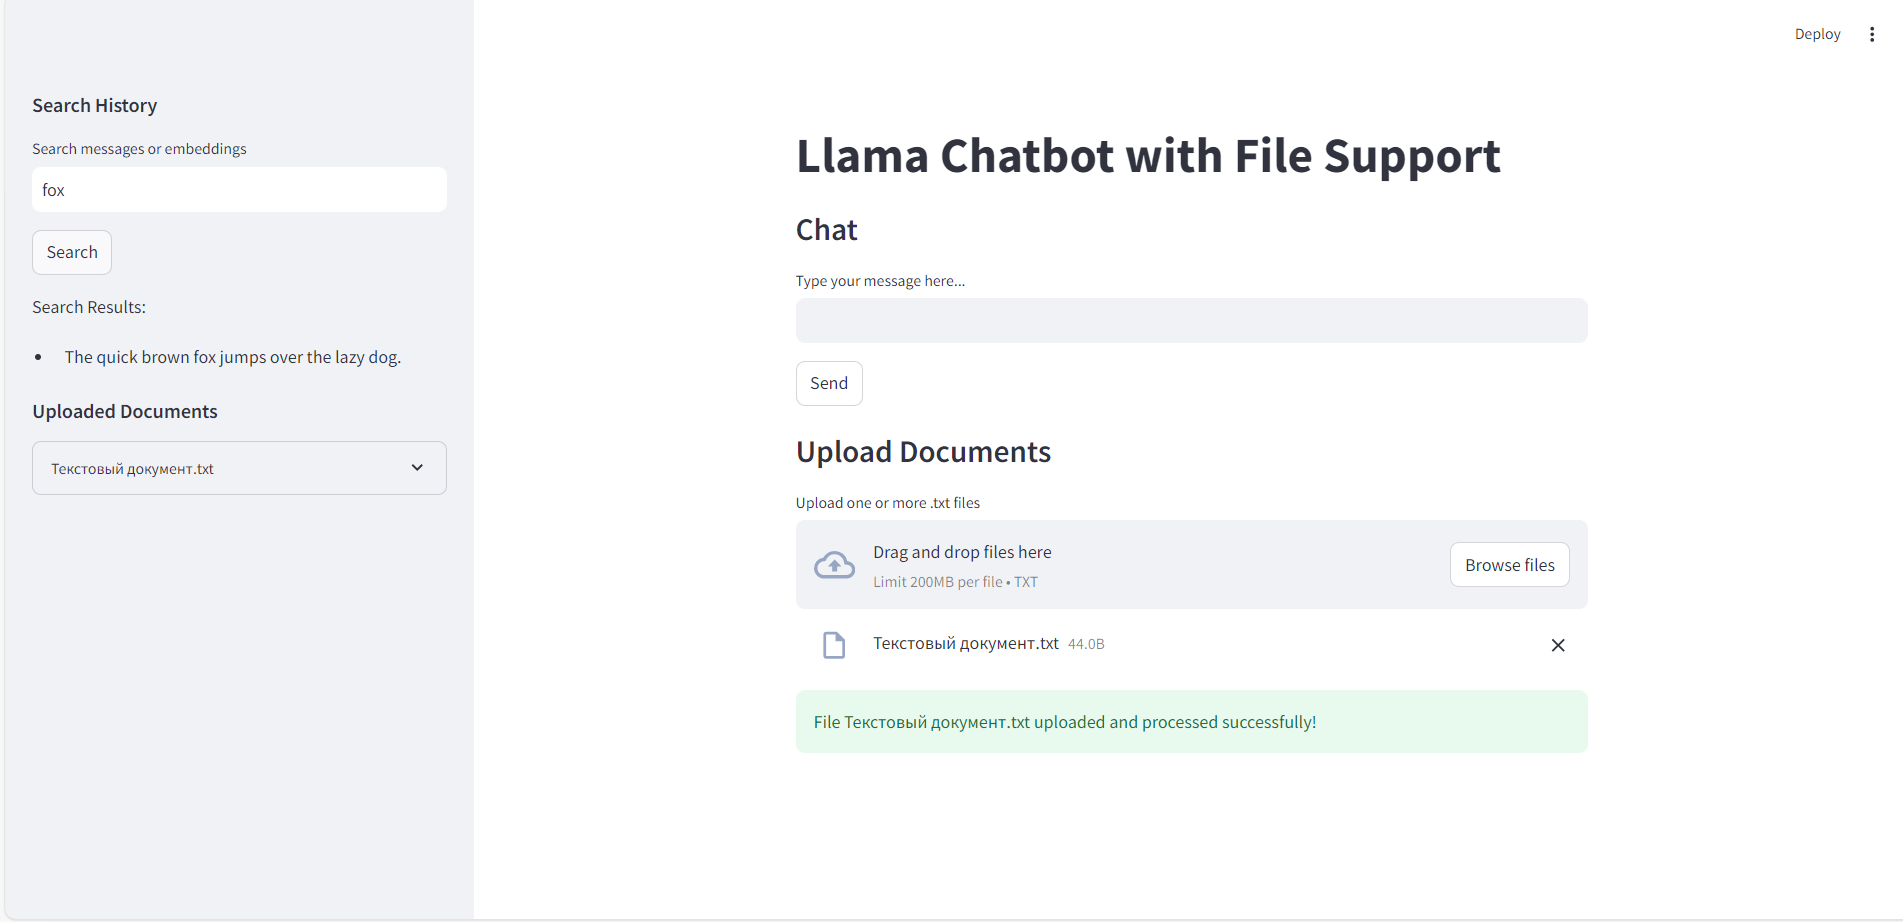 Deploy
Search History
Search messages or embeddings
fox
Search
Search Results:
• The quick brown fox jumps over the lazy dog.
Uploaded Documents
Текстовый документ.txt
Llama Chatbot with File Support
Chat
Type your message here...
Send
Upload Documents
Upload one or more .txt files
Drag and drop files here
Limit 200MB per file • TXT
Browse files
Текстовый документ.txt 44.0B
File Текстовый документ.txt uploaded and processed successfully!